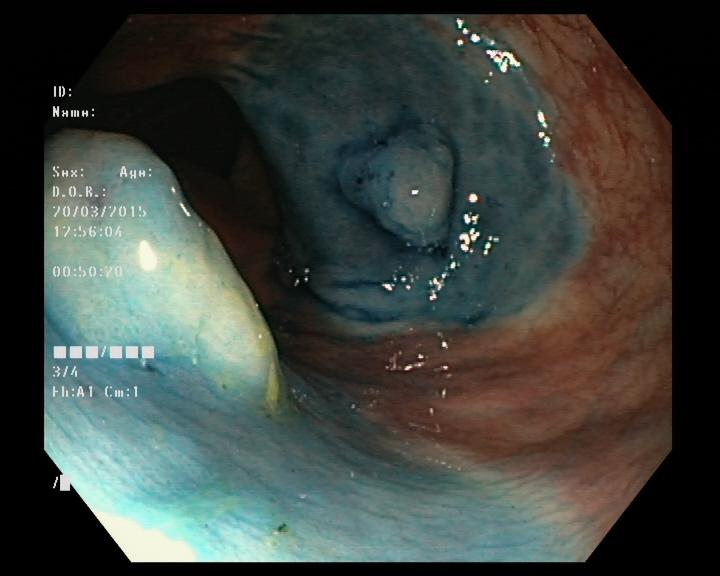 ID:
Name:
Sex: Age:
D.O.B.:
20/03/2015
12:56:04
00:50:20
■■■/■■■
3/4
Eh:A1 Cm:1
/■